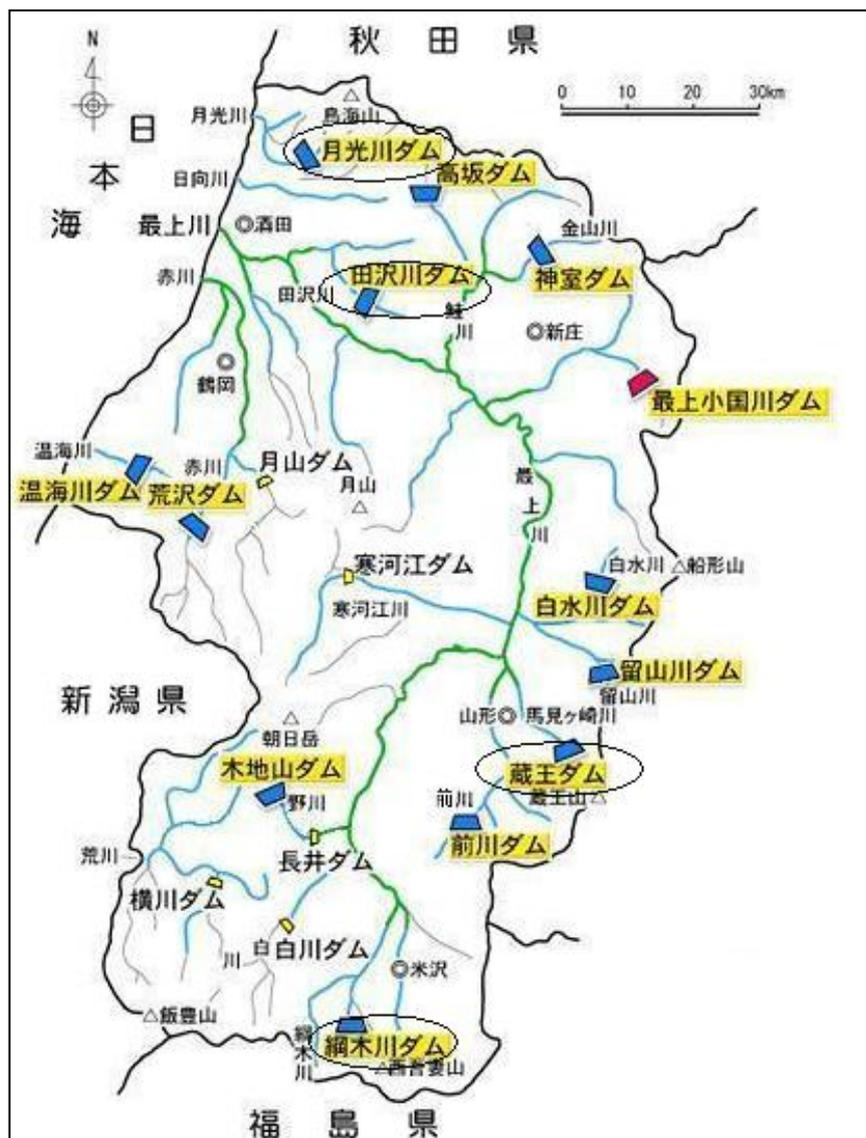 秋田県
N
0 10 20 30km
日本海
月光川
鳥海山
月光川ダム
高坂ダム
日向川
最上川
◎酒田
金山川
赤川
田沢川ダム
田沢川
神室ダム
鮭川
◎新庄
鶴岡
最上小国川ダム
温海川
赤川
月山ダム
月山
最上川
温海川ダム
荒沢ダム
寒河江ダム
白水川
△船形山
白水川ダム
寒河江川
留山川ダム
留山川
新潟県
山形◎
馬見ヶ崎川
朝日岳
木地山ダム
蔵王ダム
蔵王山△
野川
前川
前川ダム
荒川
長井ダム
横川ダム
白川
白川ダム
◎米沢
△飯豊山
綱木川
綱木川ダム
△西吾妻山
福島県